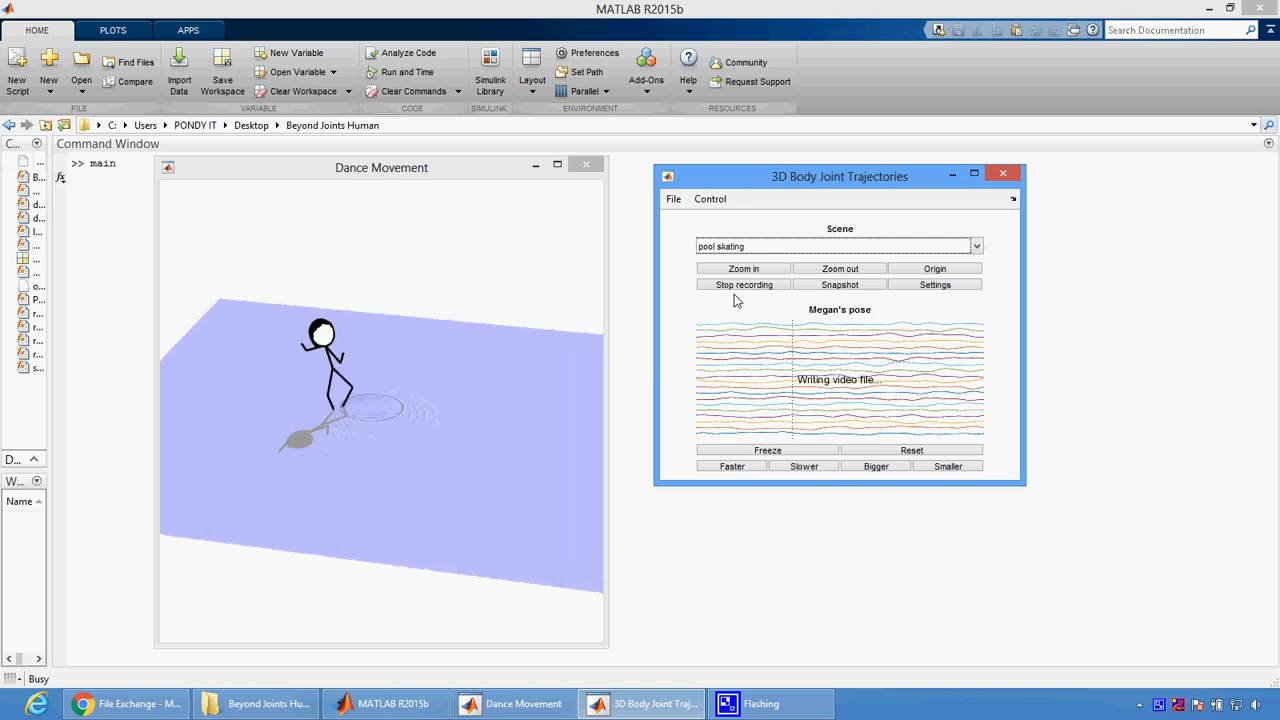 MATLAB R2015b
HOME PLOTS APPS
Search Documentation
New Script
New
Open
Find Files
Compare
Import Data
Save Workspace
New Variable
Open Variable
Clear Workspace
Analyze Code
Run and Time
Clear Commands
Simulink Library
Layout
Preferences
Set Path
Parallel
Add-Ons
Help
Community
Request Support
FILE VARIABLE CODE SIMULINK ENVIRONMENT RESOURCES
C: Users PONDY IT Desktop Beyond Joints Human
C... Command Window
>> main
fx
...
B...
...
d...
d...
l...
...
...
...
o...
P...
r...
r...
r...
s...
D...
W...
Name
Dance Movement
3D Body Joint Trajectories
File Control
Scene
pool skating
Zoom in Zoom out Origin
Stop recording Snapshot Settings
Megan's pose
Writing video file...
Freeze Reset
Faster Slower Bigger Smaller
Busy
File Exchange - M...
Beyond Joints Hu...
MATLAB R2015b
Dance Movement
3D Body Joint Traj...
Flashing